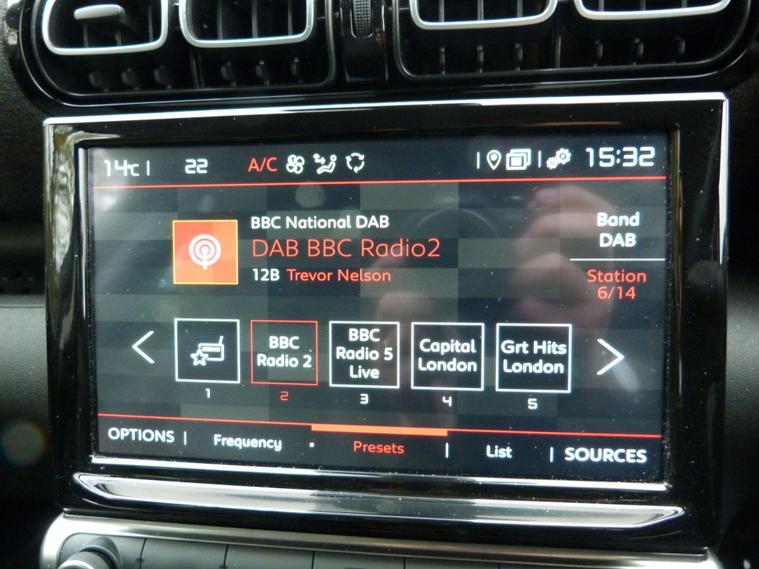 14°C | 22 A/C | | 15:32
BBC National DAB
DAB BBC Radio2
12B Trevor Nelson
Band
DAB
Station
6/14
BBC
Radio 2
BBC
Radio 5
Live
Capital
London
Grt Hits
London
1 2 3 4 5
OPTIONS | Frequency • Presets | List | SOURCES